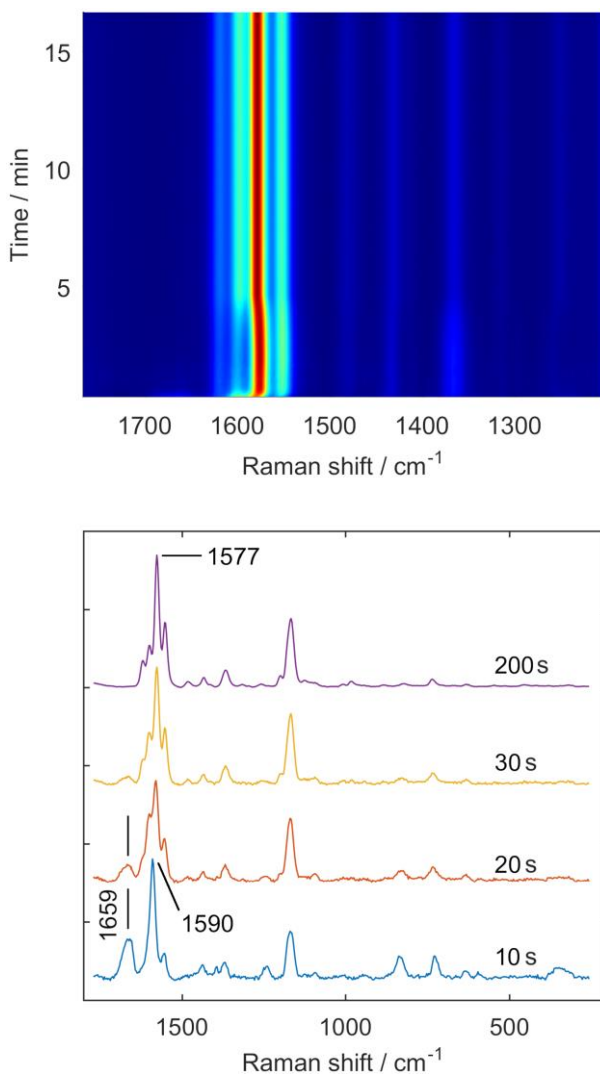 15
10
5
Time / min
1700 1600 1500 1400 1300
Raman shift / cm⁻¹
1577
200 s
30 s
20 s
1659
1590
10 s
1500 1000 500
Raman shift / cm⁻¹